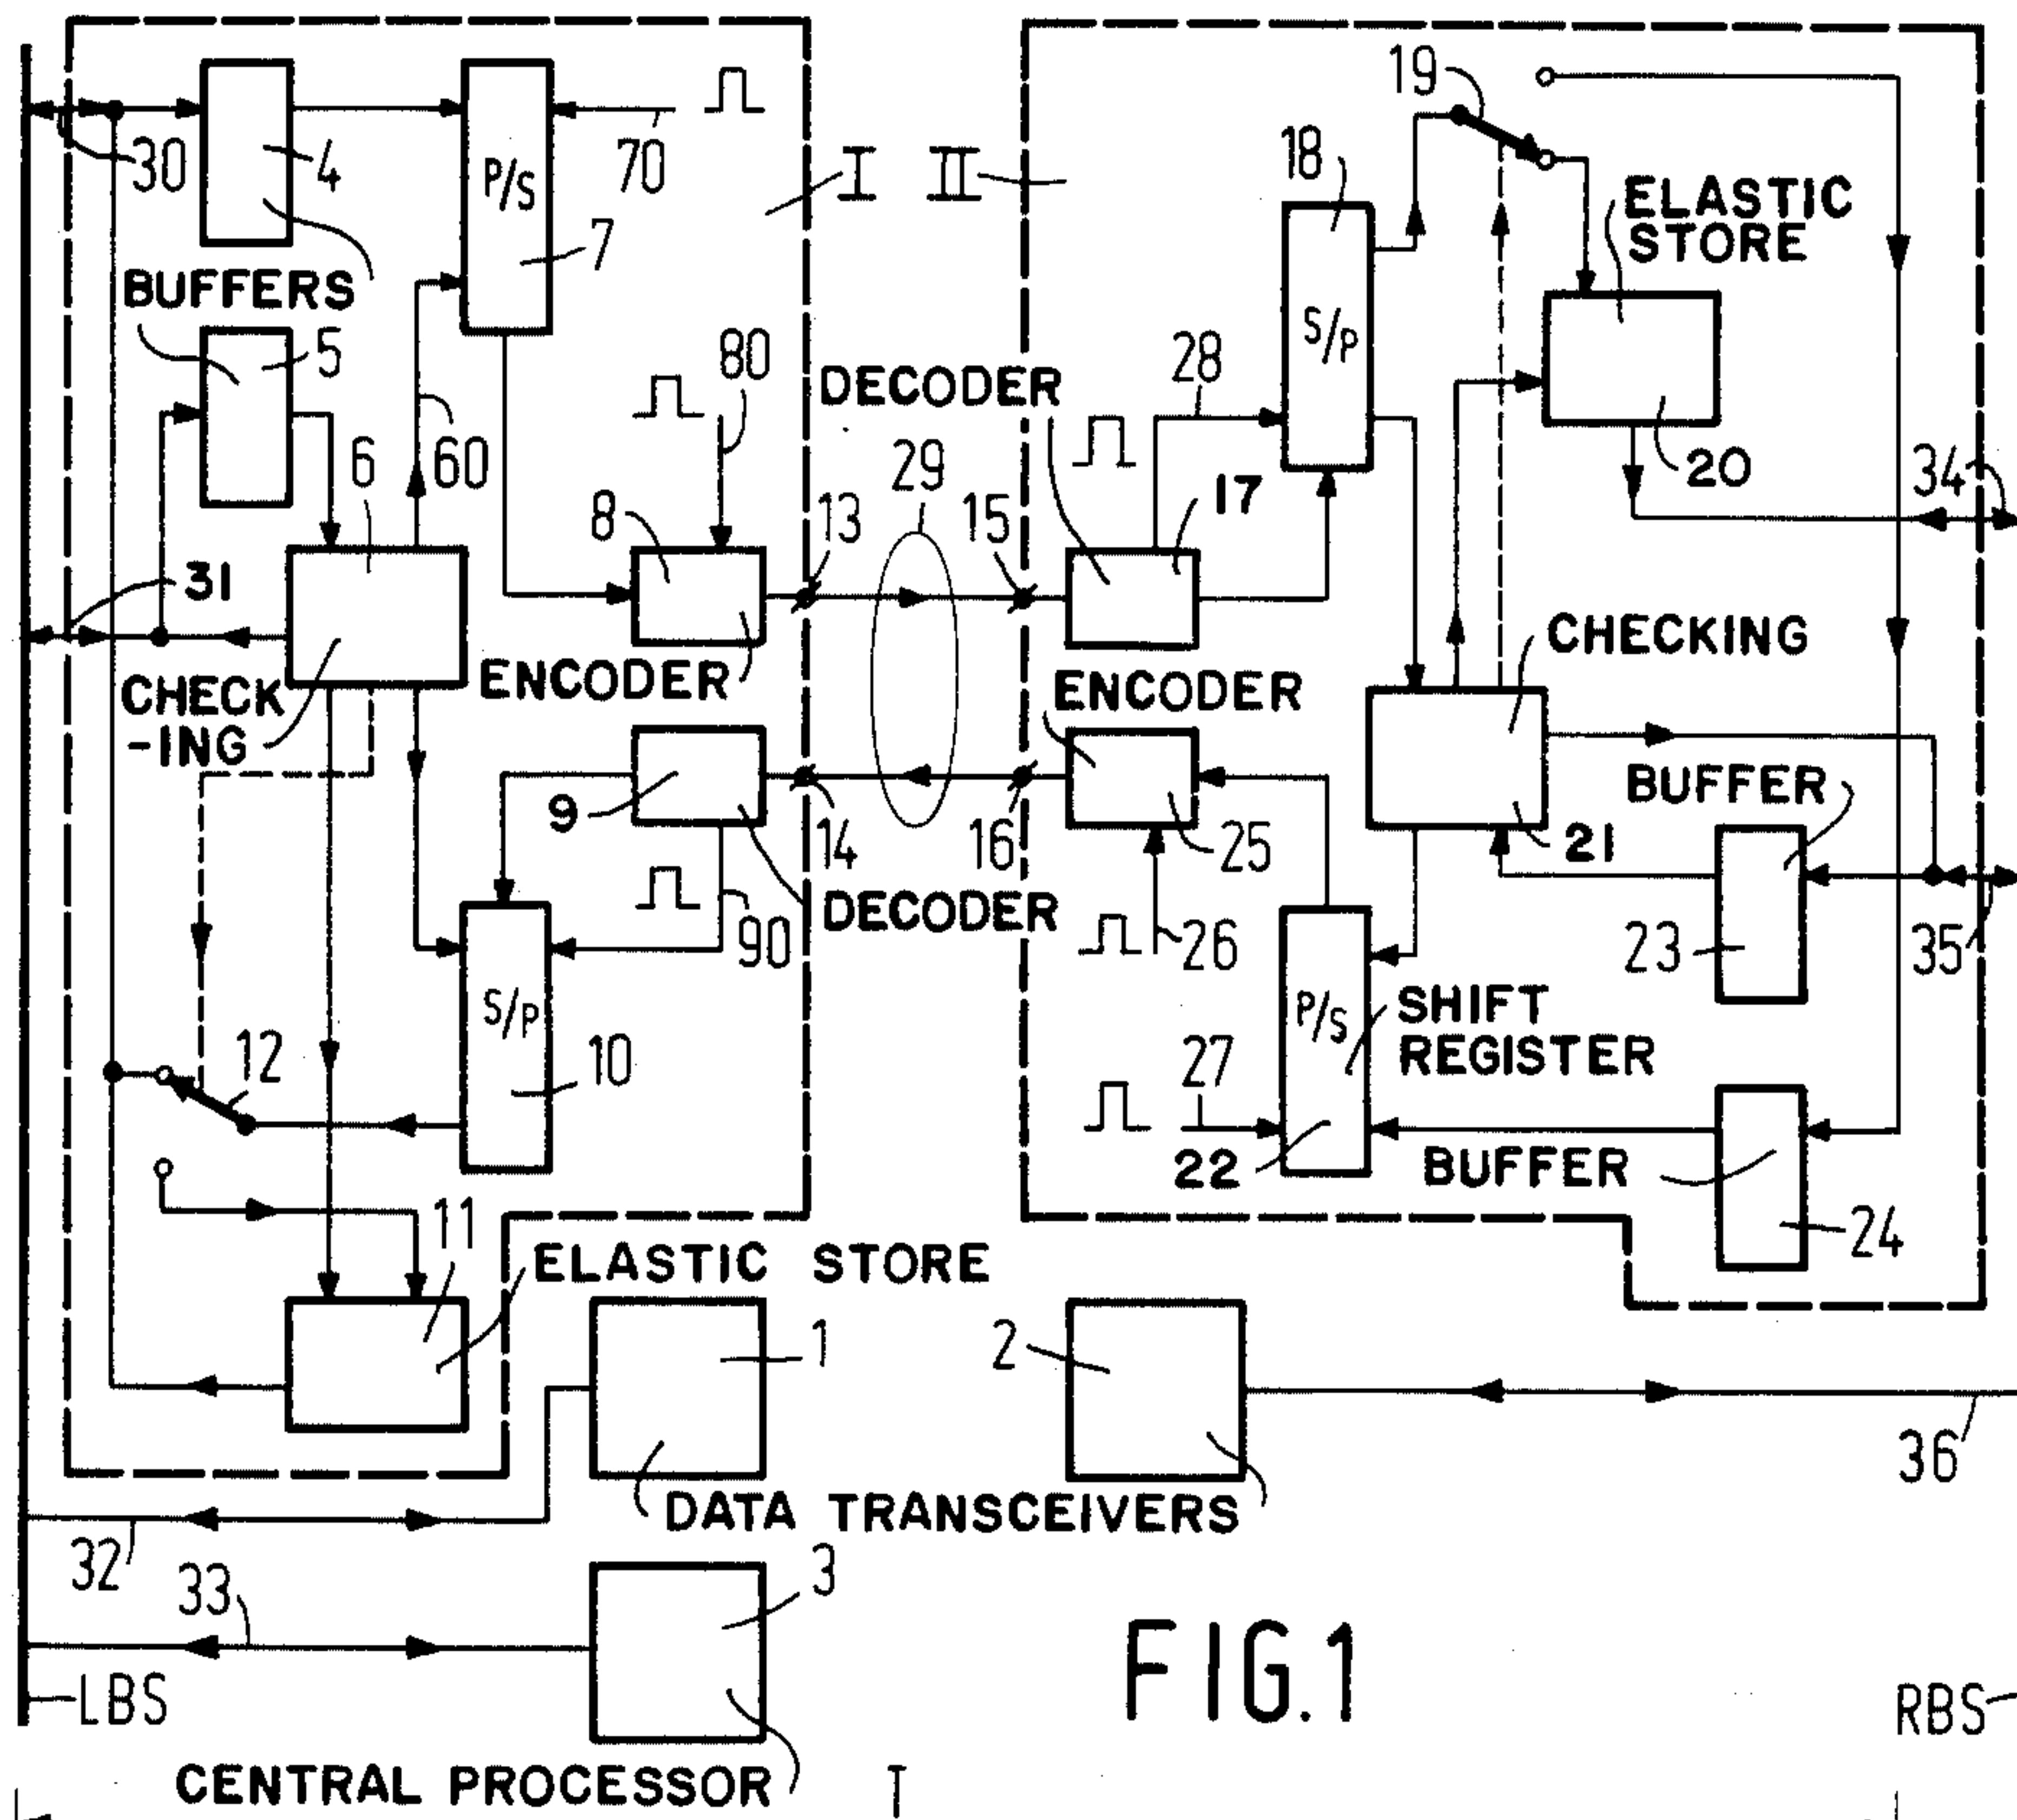 19
30
4
P/S
70
I
II
18
ELASTIC
STORE
7
BUFFERS
S/P
5
80
DECODER
28
6
60
29
20
34
8
13
15
17
31
CHECKING
ENCODER
ENCODER
CHECK
-ING
BUFFER
9
14
16
25
21
DECODER
90
26
23
35
S/P
P/S
SHIFT
REGISTER
12
10
27
22
BUFFER
11
24
ELASTIC STORE
1
2
36
DATA TRANSCEIVERS
32
3
33
FIG.1
LBS
RBS
CENTRAL PROCESSOR
T